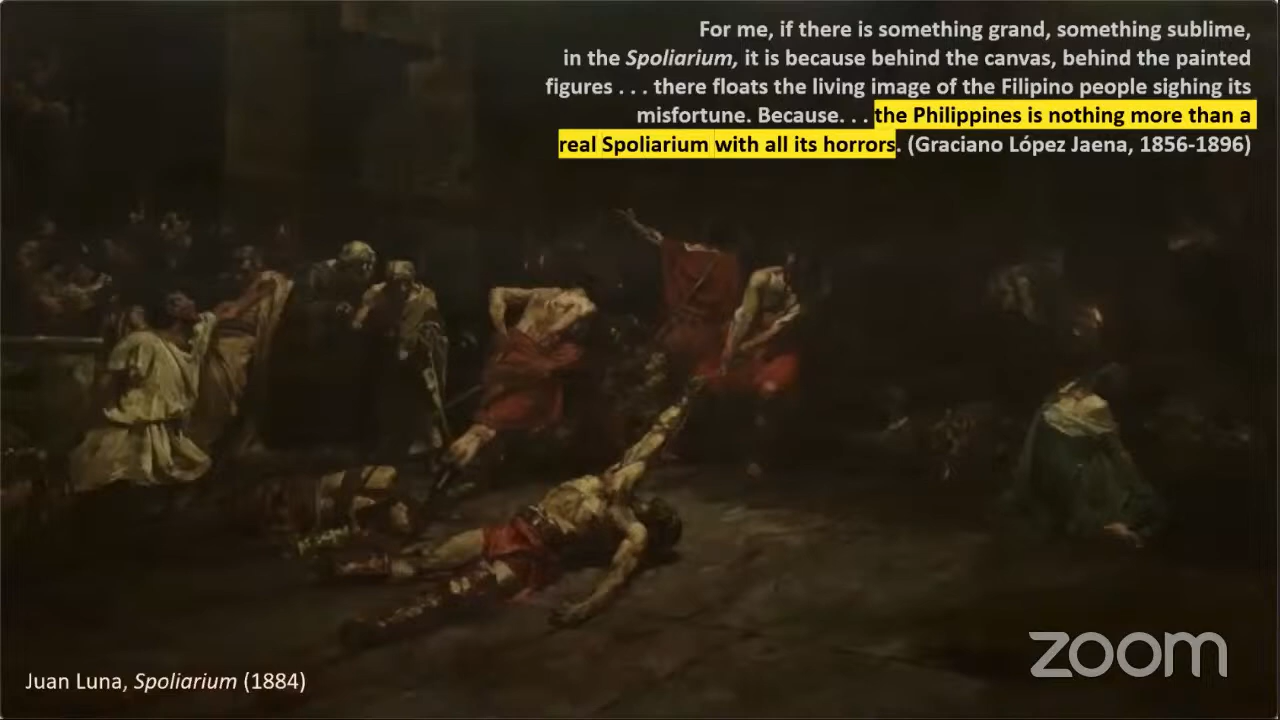 For me, if there is something grand, something sublime,
in the Spoliarium, it is because behind the canvas, behind the painted
figures . . . there floats the living image of the Filipino people sighing its
misfortune. Because. . . the Philippines is nothing more than a
real Spoliarium with all its horrors. (Graciano López Jaena, 1856-1896)
zoom
Juan Luna, Spoliarium (1884)